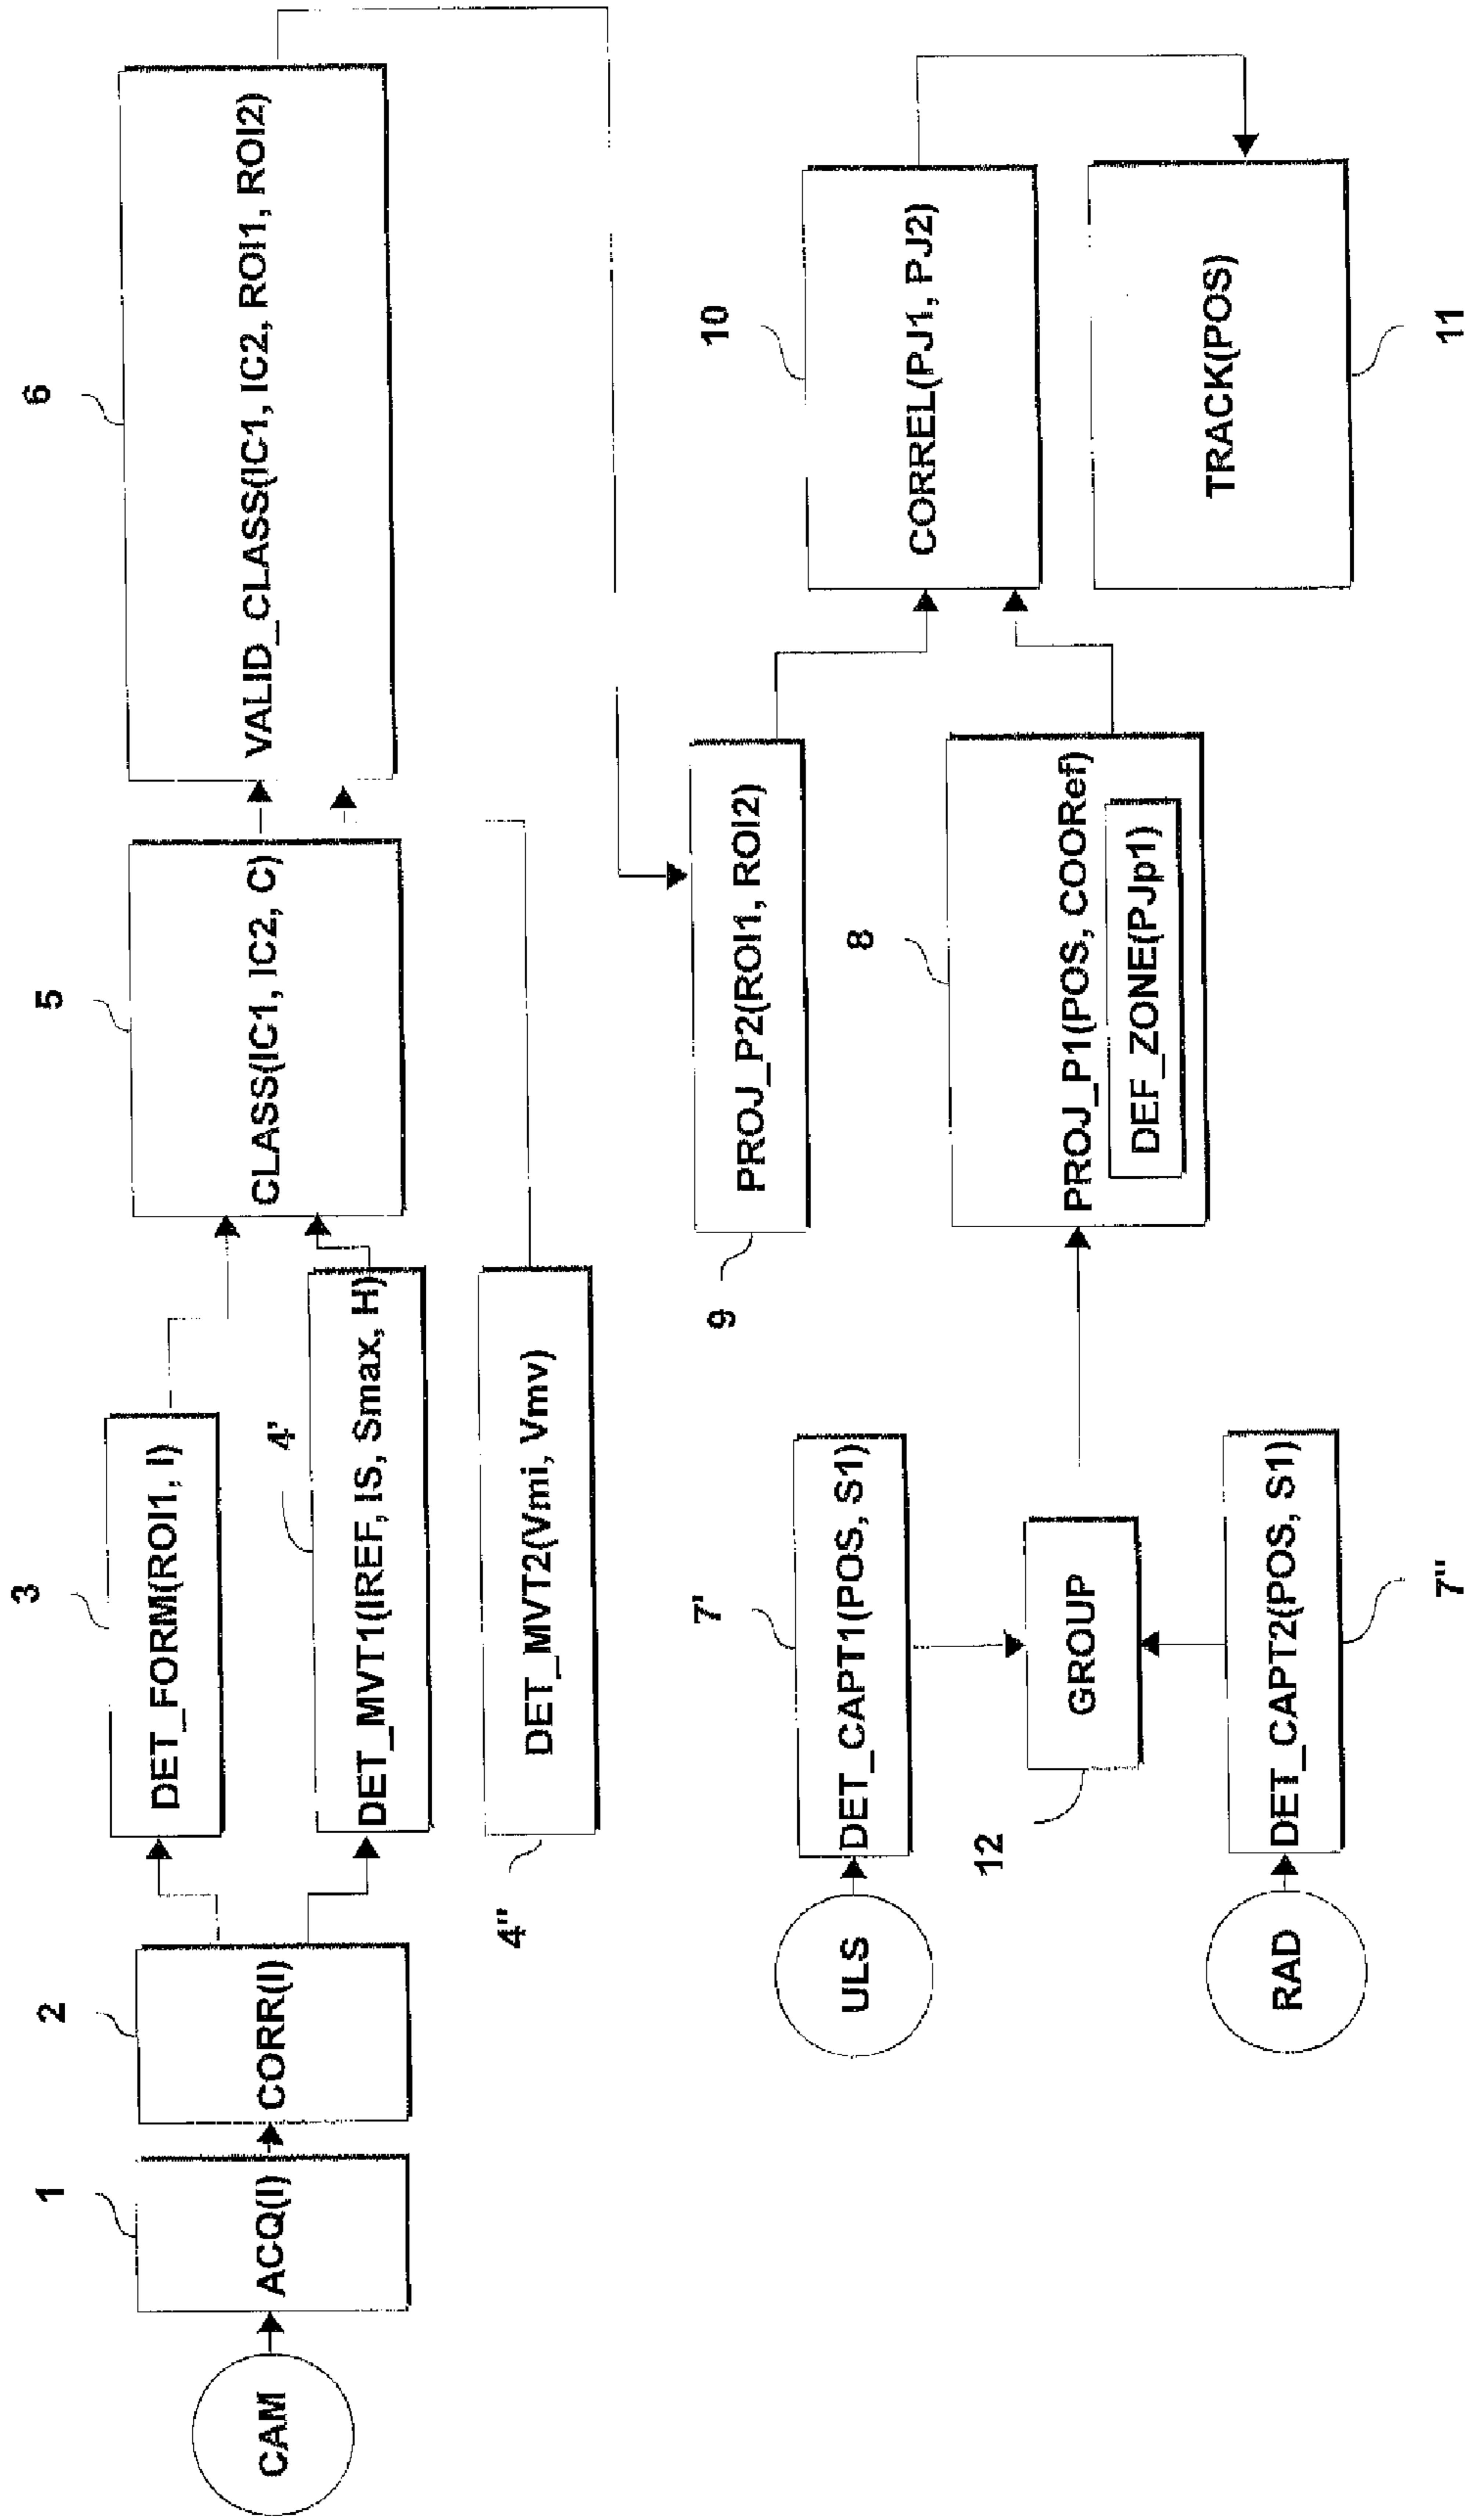 1
2
3
5
6
CAM
ACQ(I)
CORR(I)
DET_FORM(ROI1, I)
4'
DET_MVT1(IREF, IS, Smax, H)
4"
DET_MVT2(Vmi, Vmv)
CLASS(IC1, IC2, C)
VALID_CLASS(IC1, IC2, ROI1, ROI2)
9
PROJ_P2(ROI1, ROI2)
10
CORREL(PJ1, PJ2)
7'
ULS
DET_CAPT1(POS, S1)
8
PROJ_P1(POS, COORef)
DEF_ZONE(PJp1)
12
GROUP
TRACK(POS)
11
RAD
DET_CAPT2(POS, S1)
7"